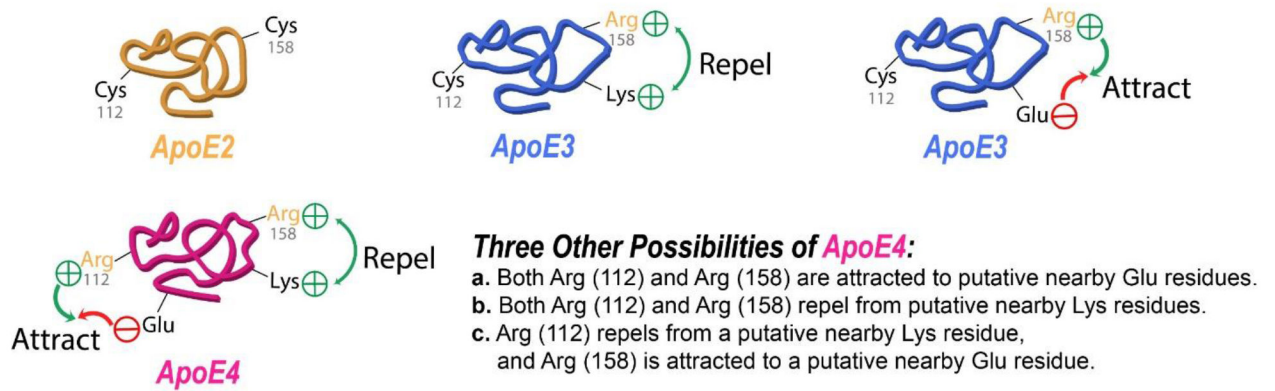 Cys
158
Cys
112
ApoE2
Arg
158
Repel
Cys
112
Lys
ApoE3
Arg
158
Cys
112
Attract
Glu
ApoE3
Arg
158
Arg
112
Repel
Lys
Glu
Attract
ApoE4
Three Other Possibilities of ApoE4:
a. Both Arg (112) and Arg (158) are attracted to putative nearby Glu residues.
b. Both Arg (112) and Arg (158) repel from putative nearby Lys residues.
c. Arg (112) repels from a putative nearby Lys residue,
and Arg (158) is attracted to a putative nearby Glu residue.